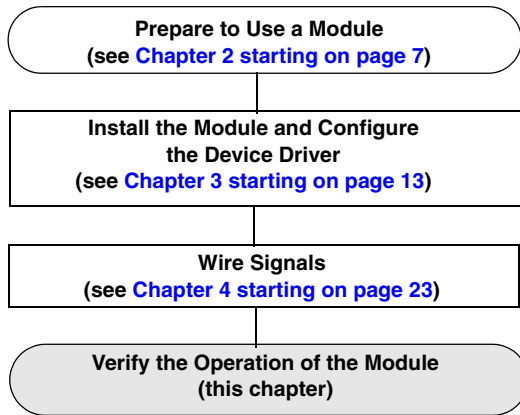 Prepare to Use a Module
(see Chapter 2 starting on page 7)
Install the Module and Configure
the Device Driver
(see Chapter 3 starting on page 13)
Wire Signals
(see Chapter 4 starting on page 23)
Verify the Operation of the Module
(this chapter)